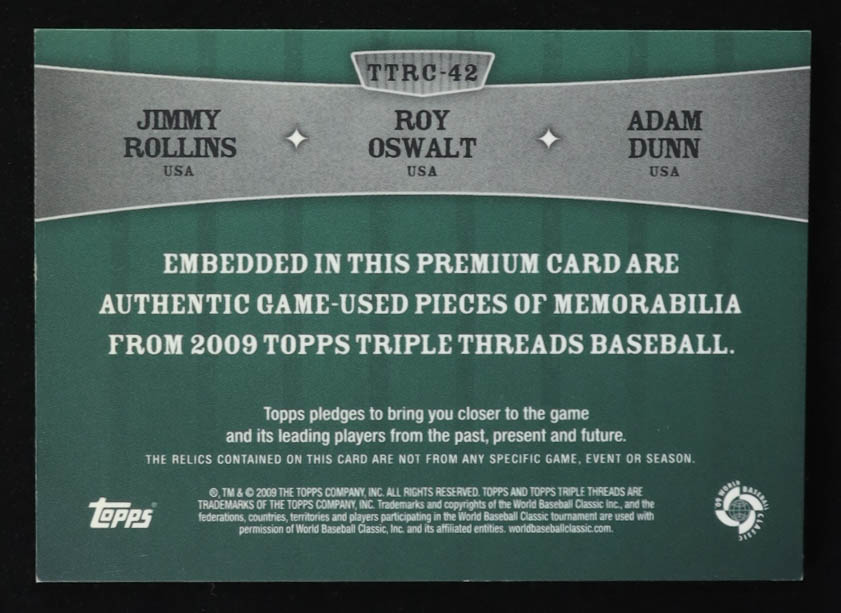 TTRC-42
JIMMY ROLLINS
USA
ROY OSWALT
USA
ADAM DUNN
USA
EMBEDDED IN THIS PREMIUM CARD ARE
AUTHENTIC GAME-USED PIECES OF MEMORABILIA
FROM 2009 TOPPS TRIPLE THREADS BASEBALL.
Topps pledges to bring you closer to the game
and its leading players from the past, present and future.
THE RELICS CONTAINED ON THIS CARD ARE NOT FROM ANY SPECIFIC GAME, EVENT OR SEASON.
®, TM & © 2009 THE TOPPS COMPANY, INC. ALL RIGHTS RESERVED. TOPPS AND TOPPS TRIPLE THREADS ARE
TRADEMARKS OF THE TOPPS COMPANY, INC. Trademarks and copyrights of the World Baseball Classic Inc., and the
federations, countries, territories and players participating in the World Baseball Classic tournament are used with
permission of World Baseball Classic, Inc. and its affiliated entities. worldbaseballclassic.com.
Topps®
09 WORLD BASEBALL CLASSIC